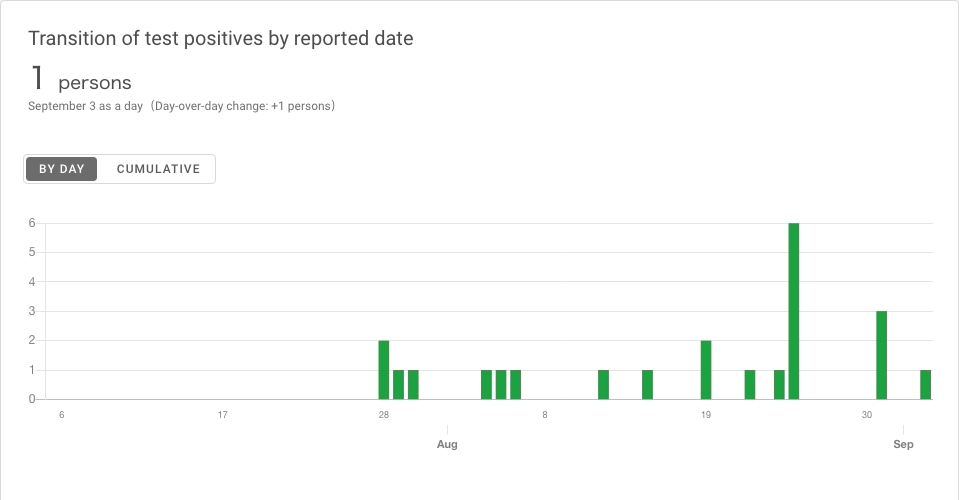 Transition of test positives by reported date
1 persons
September 3 as a day（Day-over-day change: +1 persons）
BY DAY CUMULATIVE
6
5
4
3
2
1
0
6 17 28 8 19 30
Aug Sep